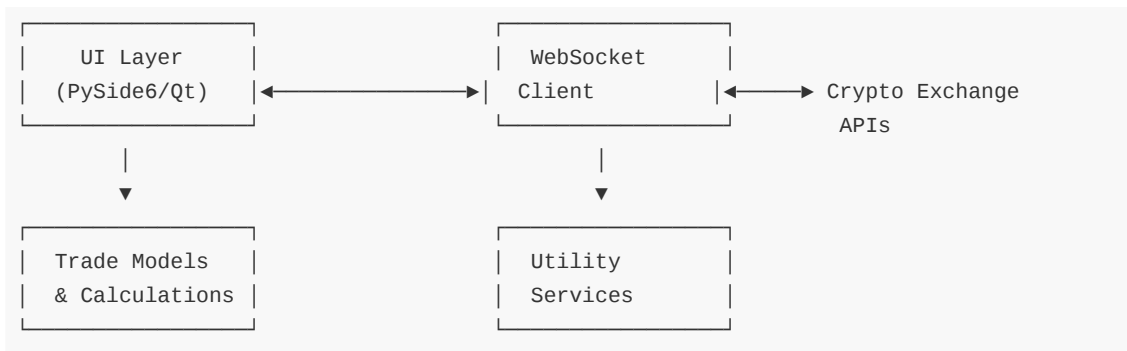 UI Layer
(PySide6/Qt)
WebSocket
Client
Crypto Exchange
APIs
Trade Models
& Calculations
Utility
Services